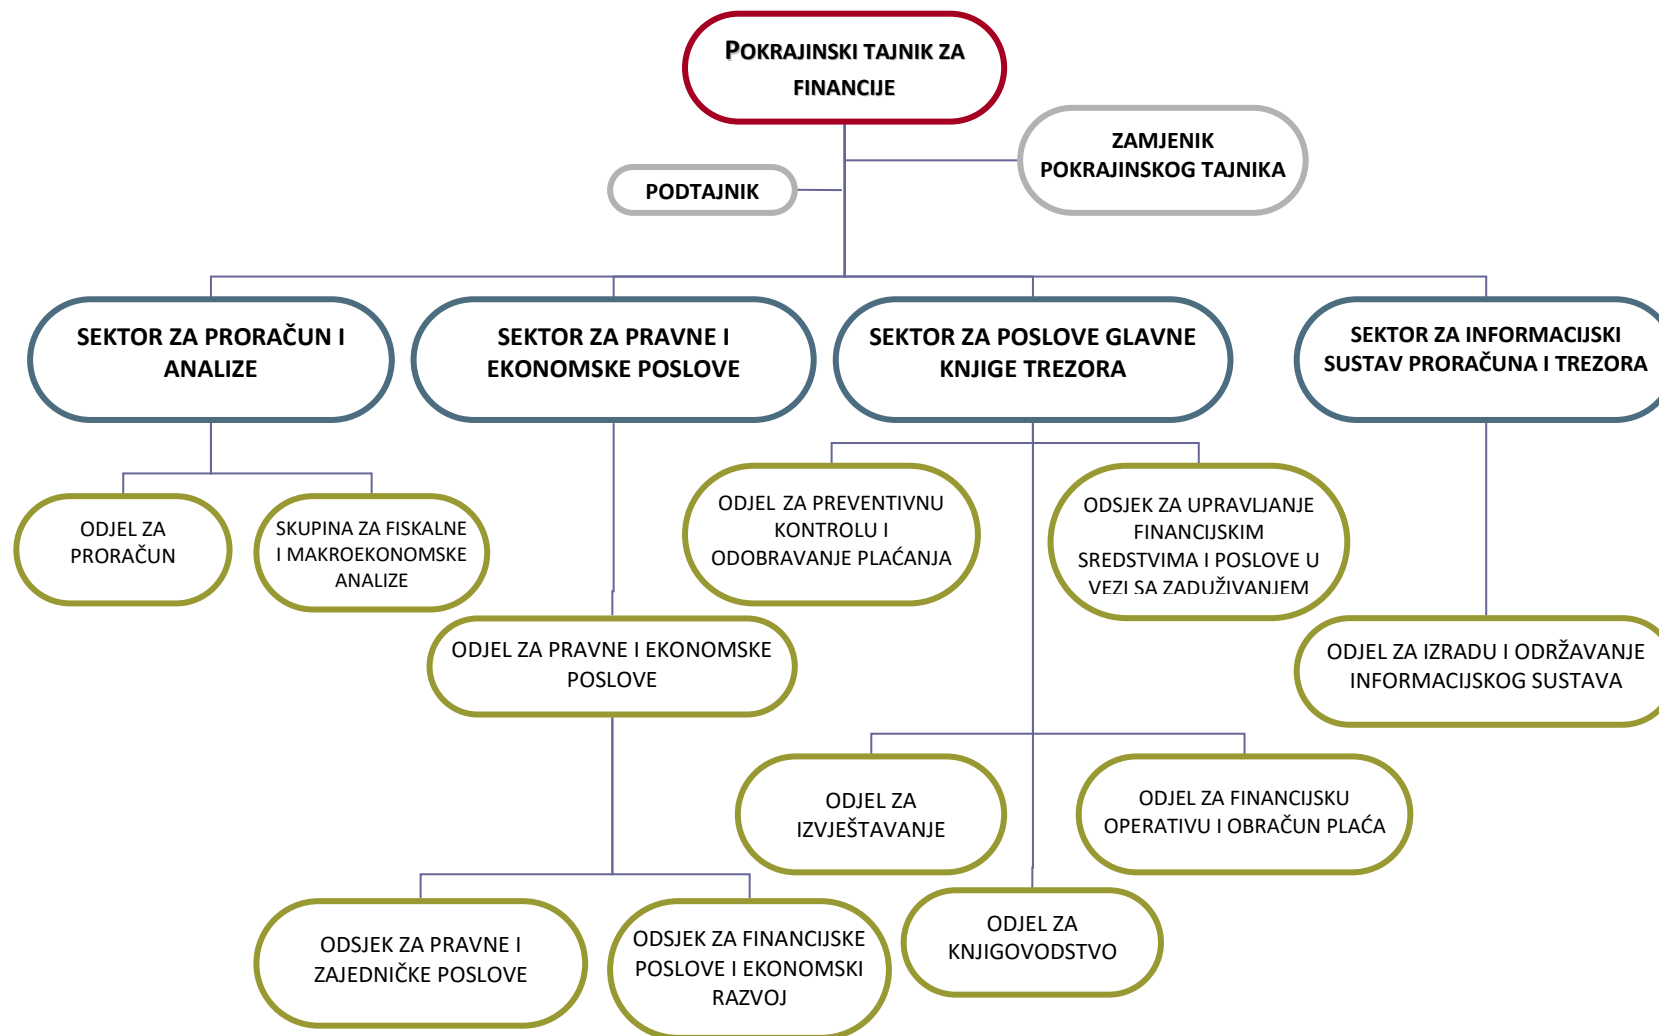 POKRAJINSKI TAJNIK ZA
FINANCIJE
ZAMJENIK
POKRAJINSKOG TAJNIKA
PODTAJNIK
SEKTOR ZA PRORAČUN I
ANALIZE
SEKTOR ZA PRAVNE I
EKONOMSKE POSLOVE
SEKTOR ZA POSLOVE GLAVNE
KNJIGE TREZORA
SEKTOR ZA INFORMACIJSKI
SUSTAV PRORAČUNA I TREZORA
ODJEL ZA
PRORAČUN
SKUPINA ZA FISKALNE
I MAKROEKONOMSKE
ANALIZE
ODJEL ZA PREVENTIVNU
KONTROLU I
ODOBRAVANJE PLAĆANJA
ODSJEK ZA UPRAVLJANJE
FINANCIJSKIM
SREDSTVIMA I POSLOVE U
VEZI SA ZADUŽIVANJEM
ODJEL ZA PRAVNE I EKONOMSKE
POSLOVE
ODJEL ZA IZRADU I ODRŽAVANJE
INFORMACIJSKOG SUSTAVA
ODJEL ZA
IZVJEŠTAVANJE
ODJEL ZA FINANCIJSKU
OPERATIVU I OBRAČUN PLAĆA
ODSJEK ZA PRAVNE I
ZAJEDNIČKE POSLOVE
ODSJEK ZA FINANCIJSKE
POSLOVE I EKONOMSKI
RAZVOJ
ODJEL ZA
KNJIGOVODSTVO